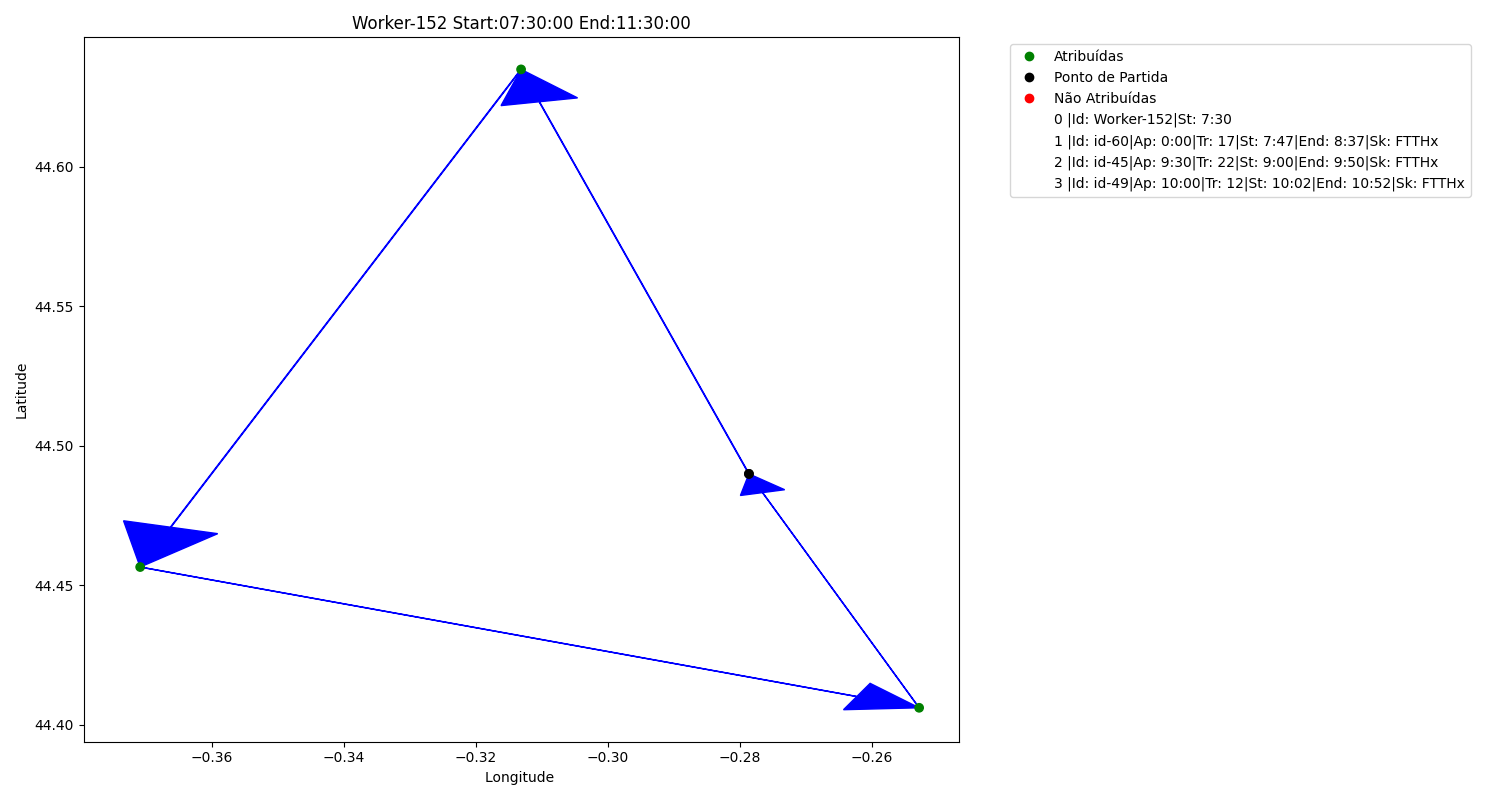 Worker-152 Start:07:30:00 End:11:30:00
Atribuídas
Ponto de Partida
Não Atribuídas
0 |Id: Worker-152|St: 7:30
1 |Id: id-60|Ap: 0:00|Tr: 17|St: 7:47|End: 8:37|Sk: FTTHx
2 |Id: id-45|Ap: 9:30|Tr: 22|St: 9:00|End: 9:50|Sk: FTTHx
3 |Id: id-49|Ap: 10:00|Tr: 12|St: 10:02|End: 10:52|Sk: FTTHx
Latitude
44.60
44.55
44.50
44.45
44.40
−0.36
−0.34
−0.32
−0.30
−0.28
−0.26
Longitude